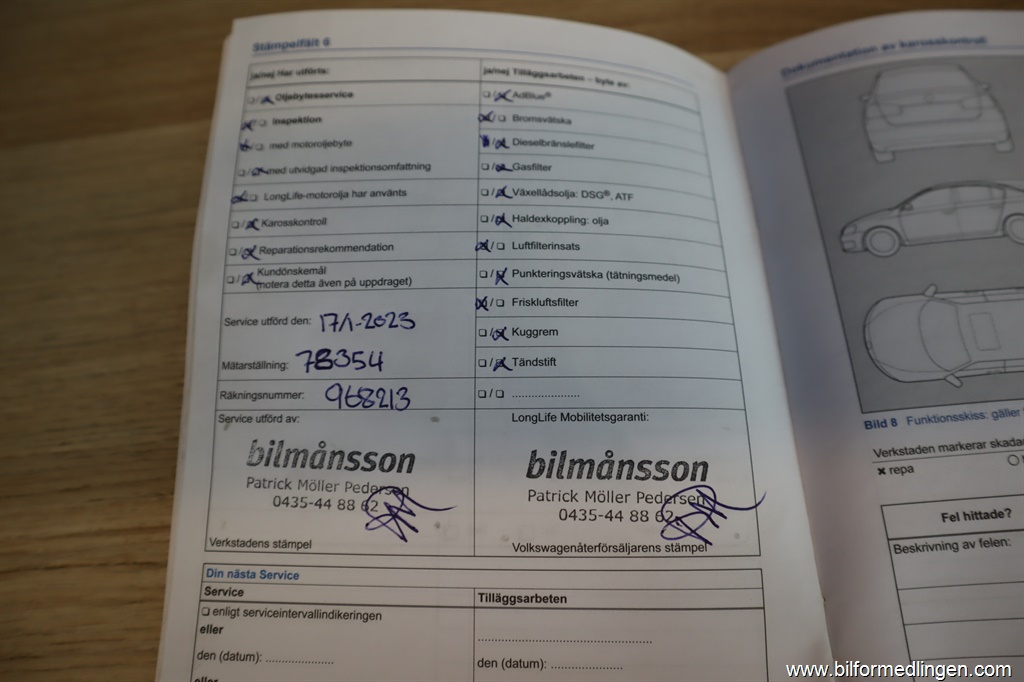 Stämpelfält 6
ja/nej Har utförts:
☐/☒ Oljebytesservice
☒/☐ Inspektion
☒/☐ med motoroljebyte
☐/☒ med utvidgad inspektionsomfattning
☒/☐ LongLife-motorolja har använts
☐/☒ Karosskontroll
☐/☒ Reparationsrekommendation
☐/☒ Kundönskemål
(notera detta även på uppdraget)
Service utförd den: 17/1-2023
Mätarställning: 78354
Räkningsnummer: 968213
Service utförd av:
bilmånsson
Patrick Möller Pedersen
0435-44 88 62
Verkstadens stämpel
ja/nej Tilläggsarbeten – byte av:
☐/☒ AdBlue®
☒/☐ Bromsvätska
☒/☒ Dieselbränslefilter
☐/☒ Gasfilter
☐/☒ Växellådsolja: DSG®, ATF
☐/☒ Haldexkoppling: olja
☒/☐ Luftfilterinsats
☐/☒ Punkteringsvätska (tätningsmedel)
☒/☐ Friskluftsfilter
☐/☒ Kuggrem
☐/☒ Tändstift
☐/☐ ......................
LongLife Mobilitetsgaranti:
bilmånsson
Patrick Möller Pedersen
0435-44 88 62
Volkswagenåterförsäljarens stämpel
Din nästa Service
Service
☐ enligt serviceintervallindikeringen
eller
den (datum): ......................
eller
Tilläggsarbeten
......................
den (datum): ......................
Dokumentation av karosskontroll
Bild 8 Funktionsskiss: gäller
Verkstaden markerar skador
× repa
Fel hittade?
Beskrivning av felen:
www.bilformedlingen.com